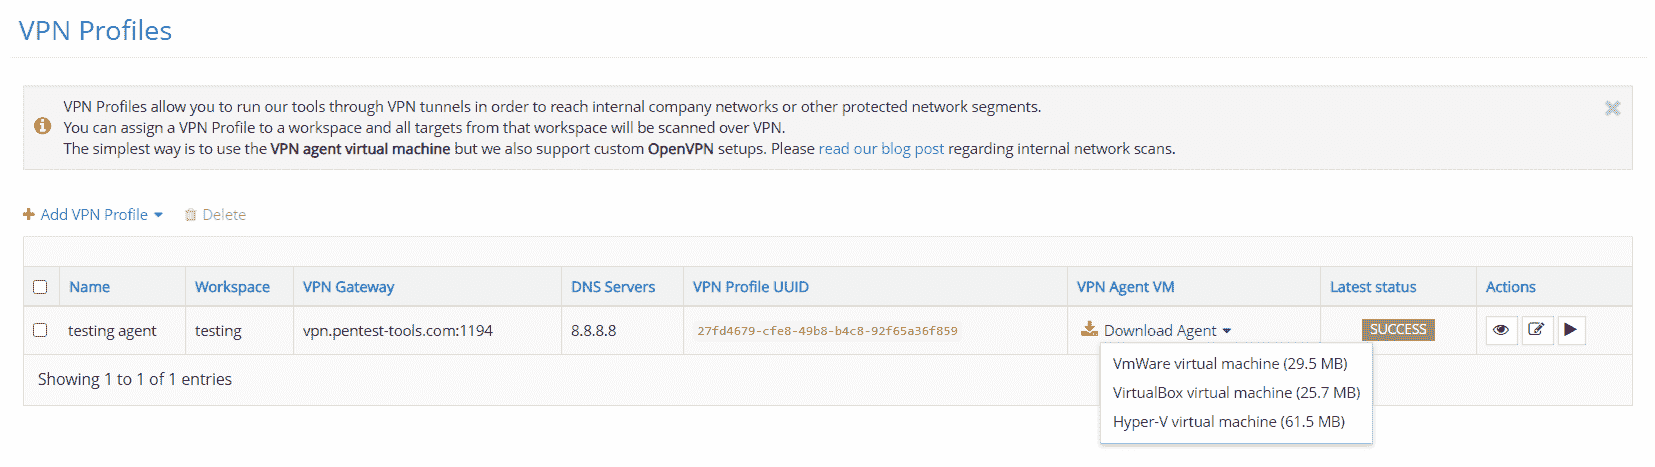 VPN Profiles
VPN Profiles allow you to run our tools through VPN tunnels in order to reach internal company networks or other protected network segments.
You can assign a VPN Profile to a workspace and all targets from that workspace will be scanned over VPN.
The simplest way is to use the VPN agent virtual machine but we also support custom OpenVPN setups. Please read our blog post regarding internal network scans.
Add VPN Profile Delete
Name Workspace VPN Gateway DNS Servers VPN Profile UUID VPN Agent VM Latest status Actions
testing agent testing vpn.pentest-tools.com:1194 8.8.8.8 27fd4679-cfe8-49b8-b4c8-92f65a36f859 Download Agent SUCCESS
VmWare virtual machine (29.5 MB)
Showing 1 to 1 of 1 entries
VirtualBox virtual machine (25.7 MB)
Hyper-V virtual machine (61.5 MB)